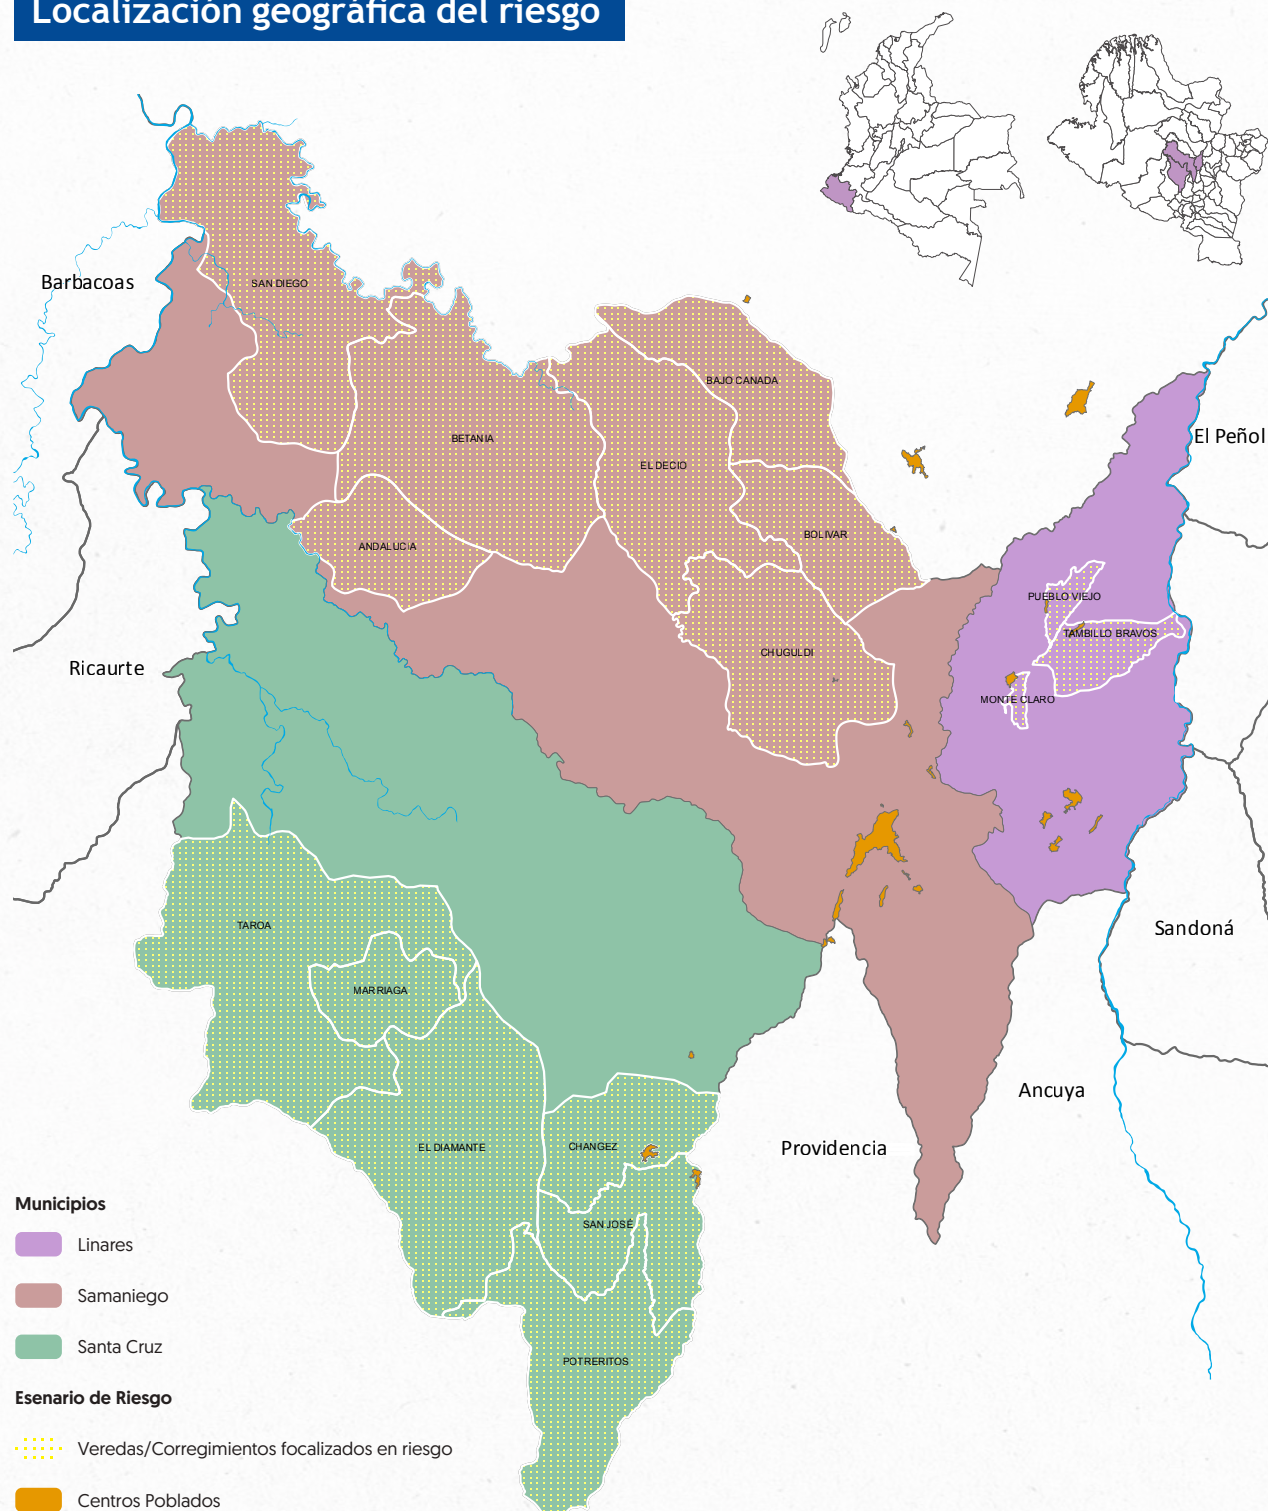 Localización geográfica del riesgo
Barbacoas
SAN DIEGO
BAJO CANADA
El Peñol
BETANIA
EL DECIO
BOLIVAR
ANDALUCIA
PUEBLO VIEJO
TAMBILLO BRAVOS
CHUGULDI
Ricaurte
MONTE CLARO
TAROA
Sandoná
MARRIAGA
Ancuya
EL DIAMANTE
CHANGEZ
Providencia
SAN JOSÉ
POTRERITOS
Municipios
Linares
Samaniego
Santa Cruz
Esenario de Riesgo
Veredas/Corregimientos focalizados en riesgo
Centros Poblados